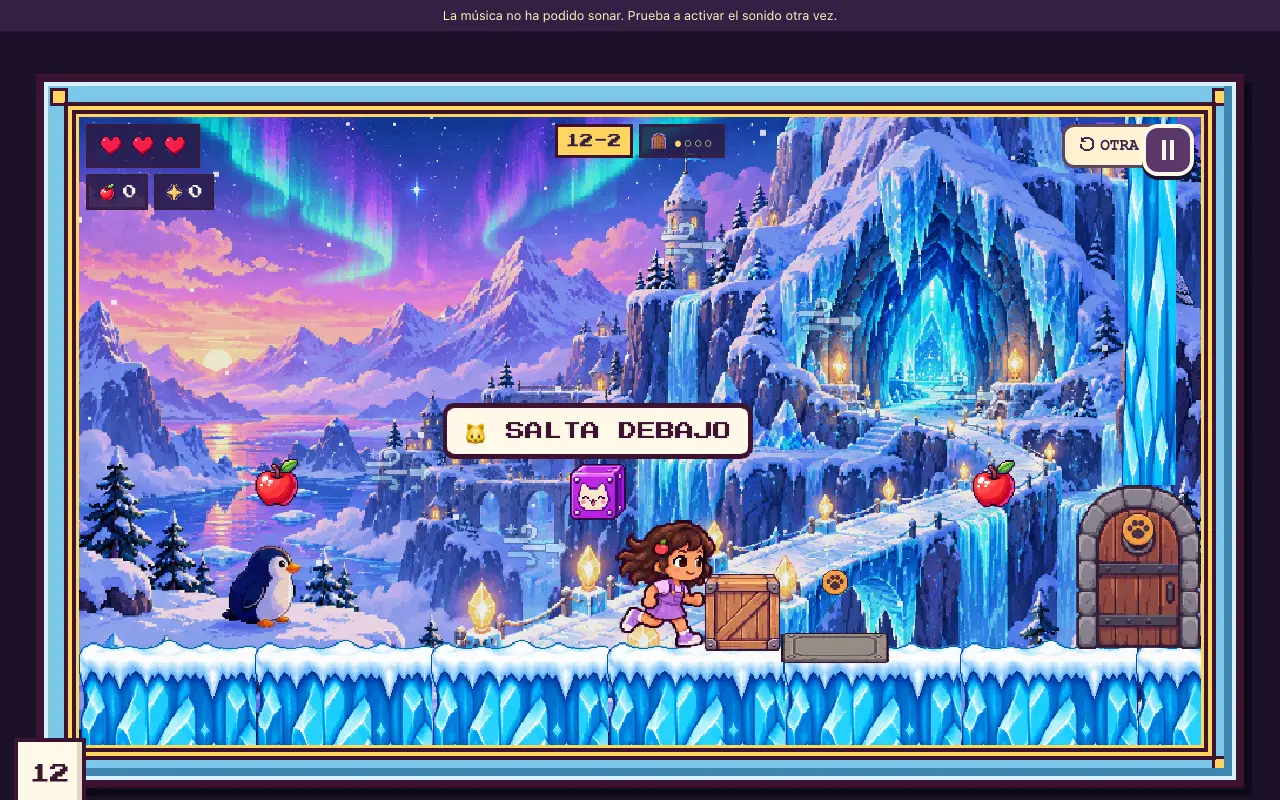 La música no ha podido sonar. Prueba a activar el sonido otra vez.
12-2
OTRA
0
0
SALTA DEBAJO
12